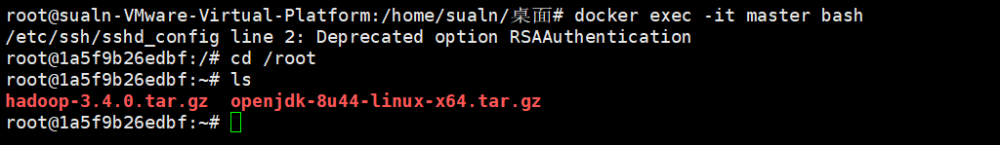 root@sualn-VMware-Virtual-Platform:/home/sualn/桌面# docker exec -it master bash
/etc/ssh/sshd_config line 2: Deprecated option RSAAuthentication
root@1a5f9b26edbf:/# cd /root
root@1a5f9b26edbf:~# ls
hadoop-3.4.0.tar.gz  openjdk-8u44-linux-x64.tar.gz
root@1a5f9b26edbf:~#